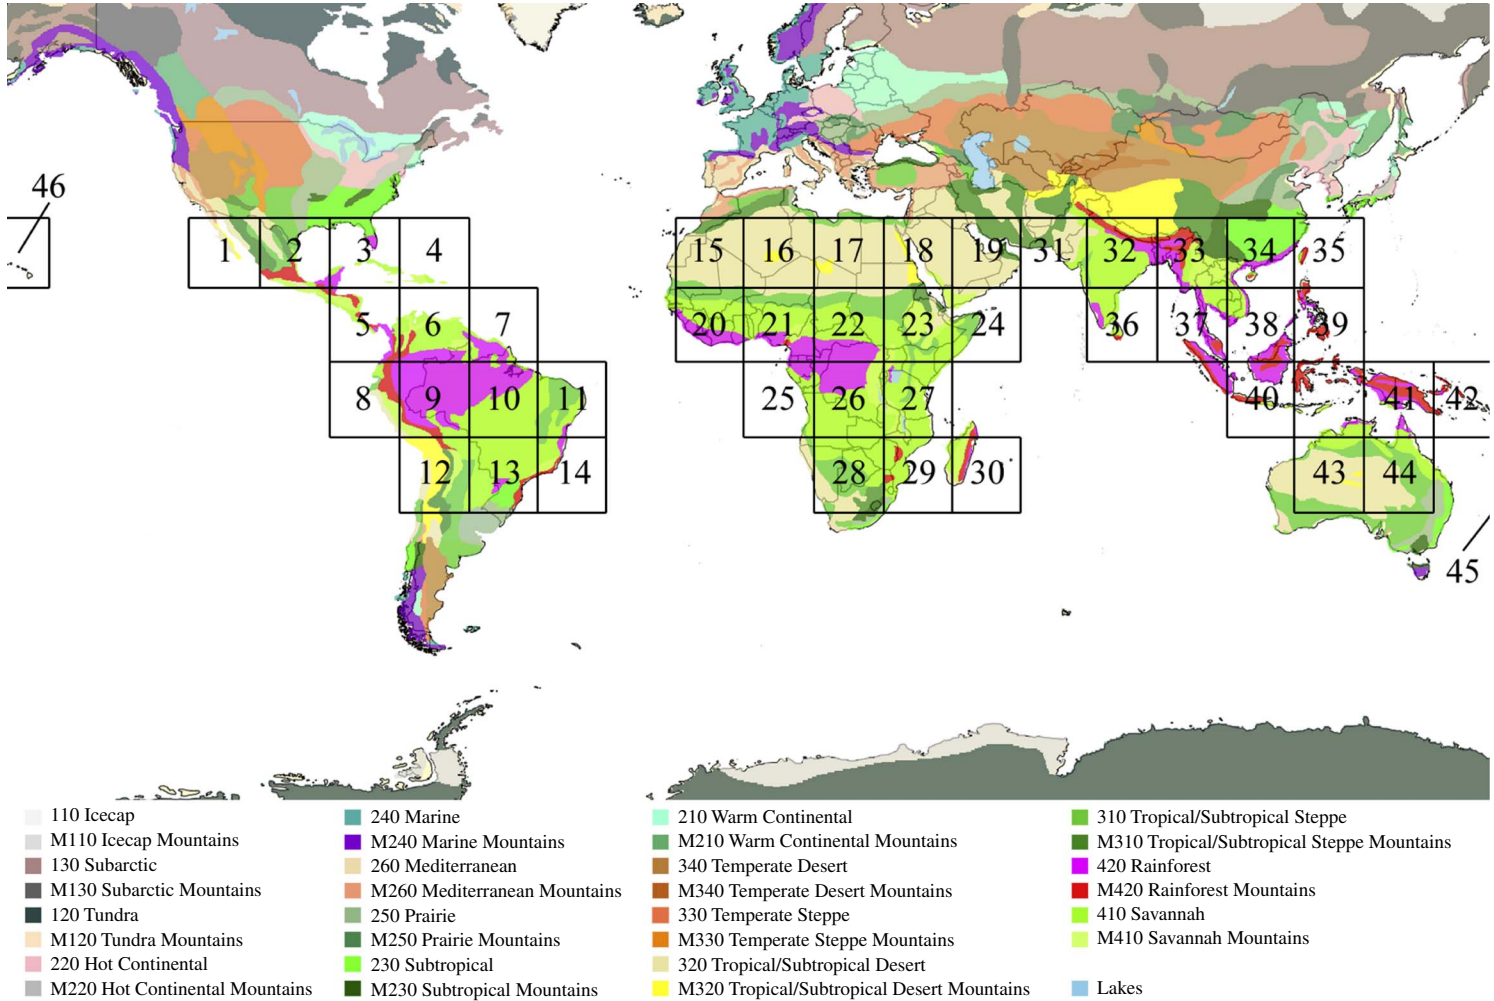 46
1 2 3 4 15 16 17 18 19 31 32 33 34 35
5 6 7 20 21 22 23 24 36 37 38 39
8 9 10 11 25 26 27 40 41 42
12 13 14 28 29 30 43 44
45
110 Icecap
M110 Icecap Mountains
130 Subarctic
M130 Subarctic Mountains
120 Tundra
M120 Tundra Mountains
220 Hot Continental
M220 Hot Continental Mountains
240 Marine
M240 Marine Mountains
260 Mediterranean
M260 Mediterranean Mountains
250 Prairie
M250 Prairie Mountains
230 Subtropical
M230 Subtropical Mountains
210 Warm Continental
M210 Warm Continental Mountains
340 Temperate Desert
M340 Temperate Desert Mountains
330 Temperate Steppe
M330 Temperate Steppe Mountains
320 Tropical/Subtropical Desert
M320 Tropical/Subtropical Desert Mountains
310 Tropical/Subtropical Steppe
M310 Tropical/Subtropical Steppe Mountains
420 Rainforest
M420 Rainforest Mountains
410 Savannah
M410 Savannah Mountains
Lakes